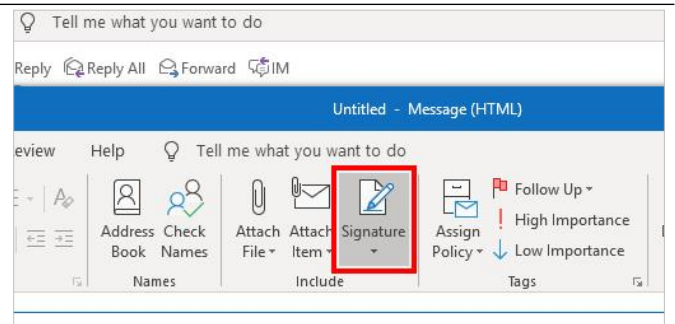 Tell me what you want to do
Reply Reply All Forward IM
Untitled - Message (HTML)
eview Help Tell me what you want to do
Address Book Check Names Attach File Attach Item Signature Assign Policy Follow Up
High Importance
Low Importance
Names Include Tags